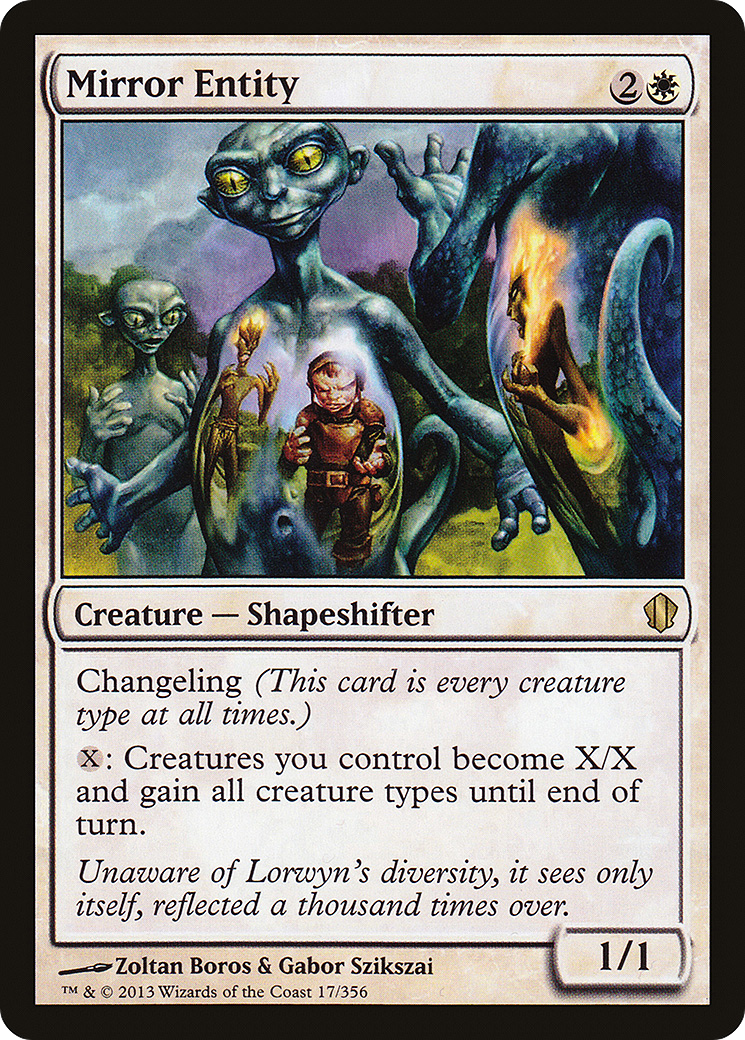 Mirror Entity 2
Creature — Shapeshifter
Changeling (This card is every creature
type at all times.)
X: Creatures you control become X/X
and gain all creature types until end of
turn.
Unaware of Lorwyn's diversity, it sees only
itself, reflected a thousand times over.
1/1
Zoltan Boros & Gabor Szikszai
™ & © 2013 Wizards of the Coast 17/356